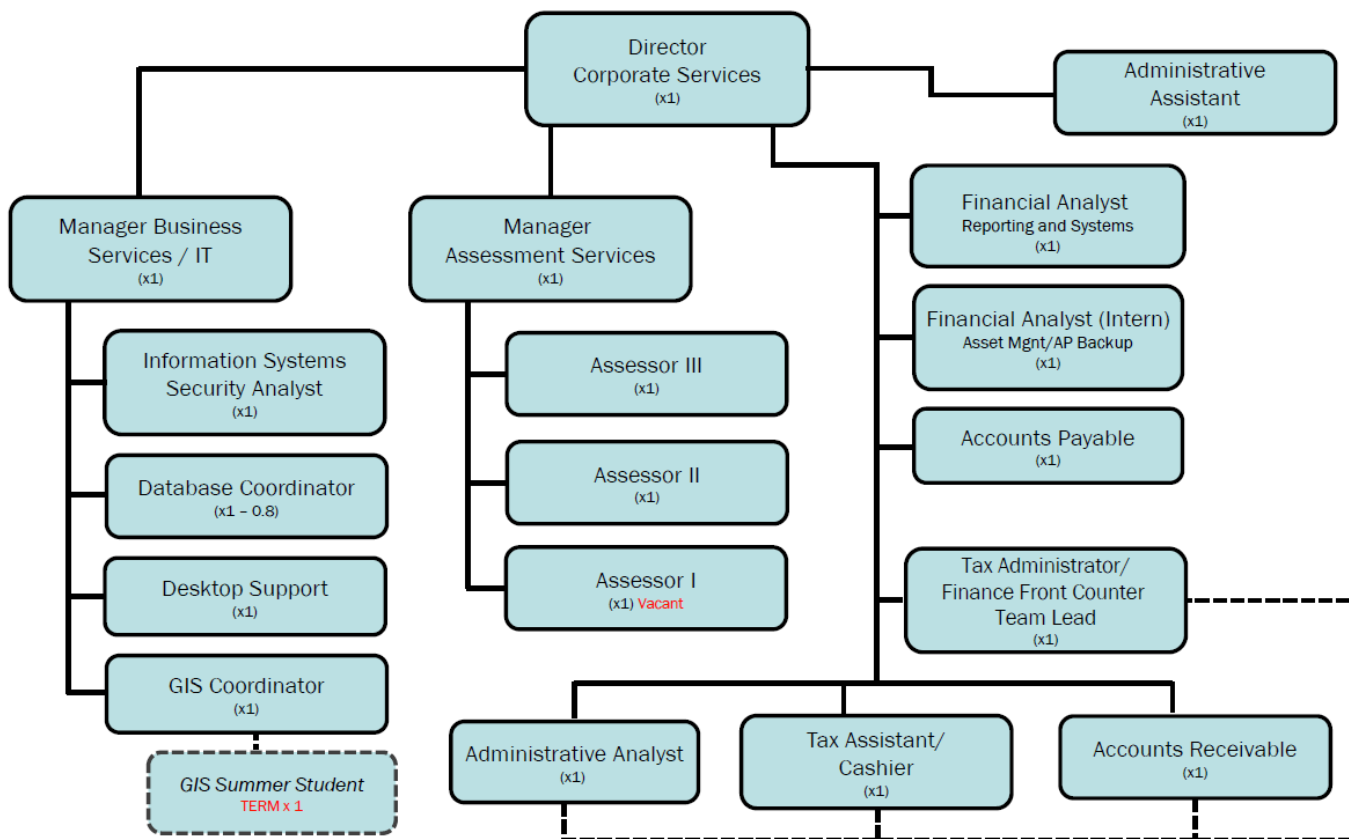 Director
Corporate Services
(x1)
Administrative
Assistant
(x1)
Manager Business
Services / IT
(x1)
Manager
Assessment Services
(x1)
Financial Analyst
Reporting and Systems
(x1)
Financial Analyst (Intern)
Asset Mgnt/AP Backup
(x1)
Accounts Payable
(x1)
Information Systems
Security Analyst
(x1)
Database Coordinator
(x1 – 0.8)
Desktop Support
(x1)
GIS Coordinator
(x1)
GIS Summer Student
TERM x 1
Assessor III
(x1)
Assessor II
(x1)
Assessor I
(x1) Vacant
Tax Administrator/
Finance Front Counter
Team Lead
(x1)
Administrative Analyst
(x1)
Tax Assistant/
Cashier
(x1)
Accounts Receivable
(x1)